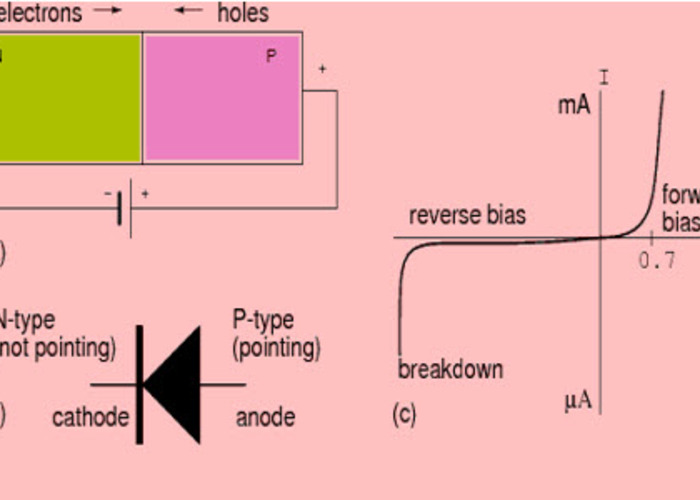 electrons → ← holes
N P
+
- +
)
N-type
not pointing)
P-type
(pointing)
) cathode anode
I
mA
reverse bias
forw
bias
0.7
breakdown
(c)
µA